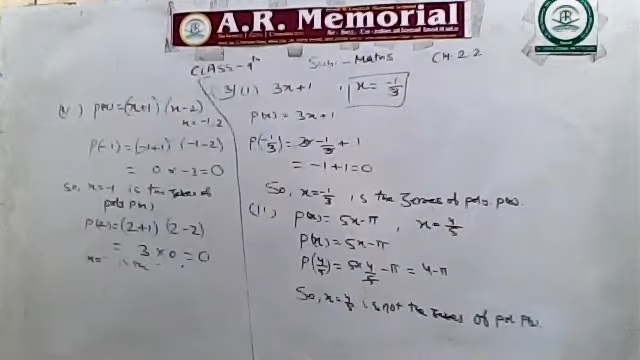 A.R. Memorial
CLASS-9th Sub:- Maths CH.2.2
(3)(i) 3x+1 , x = -1/3
P(x) = 3x+1
P(-1/3) = 3x -1/3 + 1
= -1+1=0
So, x=-1/3 is the zeroes of poly. P(x).
(ii) P(x) = 5x-π , x = 4/5
P(x) = 5x-π
P(4/5) = 5x 4/5 - π = 4-π
So, x=4/5 is not the zeroes of pol P(x).
P(x) = (x+1) (x-2)
x = -1, 2
P(-1) = (-1+1) (-1-2)
= 0 x -3 = 0
So, x=-1 is the zeroes of
poly P(x)
P(2) = (2+1) (2-2)
= 3 x 0 = 0